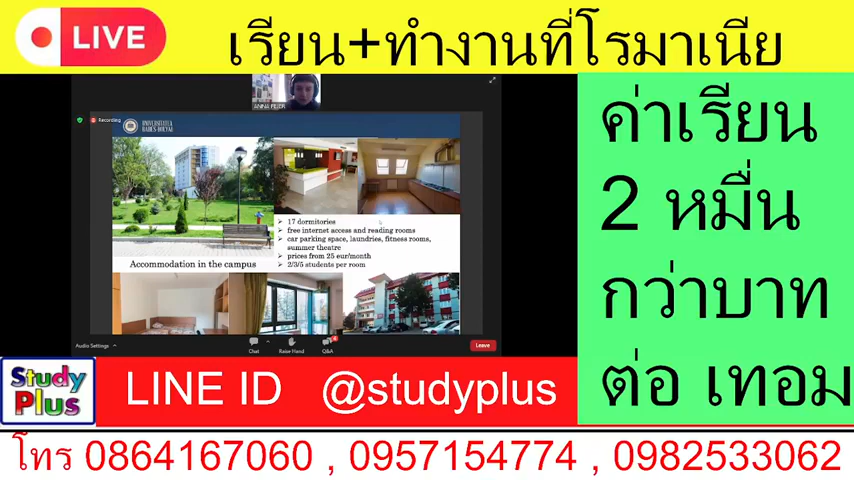 LIVE
เรียน+ทำงานที่โรมาเนีย
ค่าเรียน
2 หมื่น
กว่าบาท
ต่อ เทอม
ANINA FEIER
Recording
UNIVERSITATEA
BABEȘ-BOLYAI
17 dormitories
free internet access and reading rooms
car parking space, laundries, fitness rooms,
summer theatre
prices from 25 eur/month
2/3/5 students per room
Accommodation in the campus
Audio Settings
Chat
Raise Hand
Q&A
Leave
Study
Plus
LINE ID @studyplus
โทร 0864167060 , 0957154774 , 0982533062